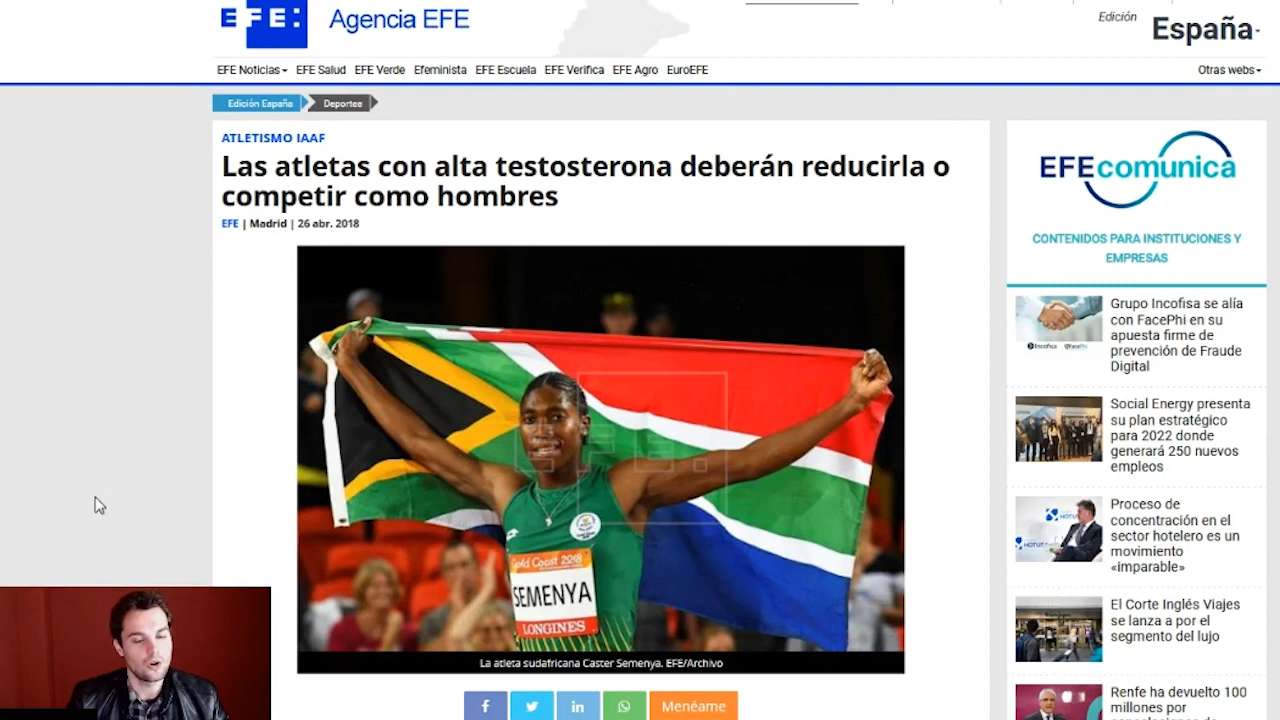 EFE:
Agencia EFE
Edición
España
EFE Noticias
EFE Salud
EFE Verde
Efeminista
EFE Escuela
EFE Verifica
EFE Agro
EuroEFE
Otras webs
Edición España
Deportes
ATLETISMO IAAF
Las atletas con alta testosterona deberán reducirla o
competir como hombres
EFE | Madrid | 26 abr. 2018
EFE:
Gold Coast 2018
SEMENYA
LONGINES
La atleta sudafricana Caster Semenya. EFE/Archivo
Menéame
EFEcomunica
CONTENIDOS PARA INSTITUCIONES Y
EMPRESAS
Incofisa
FacePhi
Grupo Incofisa se alía
con FacePhi en su
apuesta firme de
prevención de Fraude
Digital
Social Energy presenta
su plan estratégico
para 2022 donde
generará 250 nuevos
empleos
Proceso de
concentración en el
sector hotelero es un
movimiento
«imparable»
El Corte Inglés Viajes
se lanza a por el
segmento del lujo
Renfe ha devuelto 100
millones por